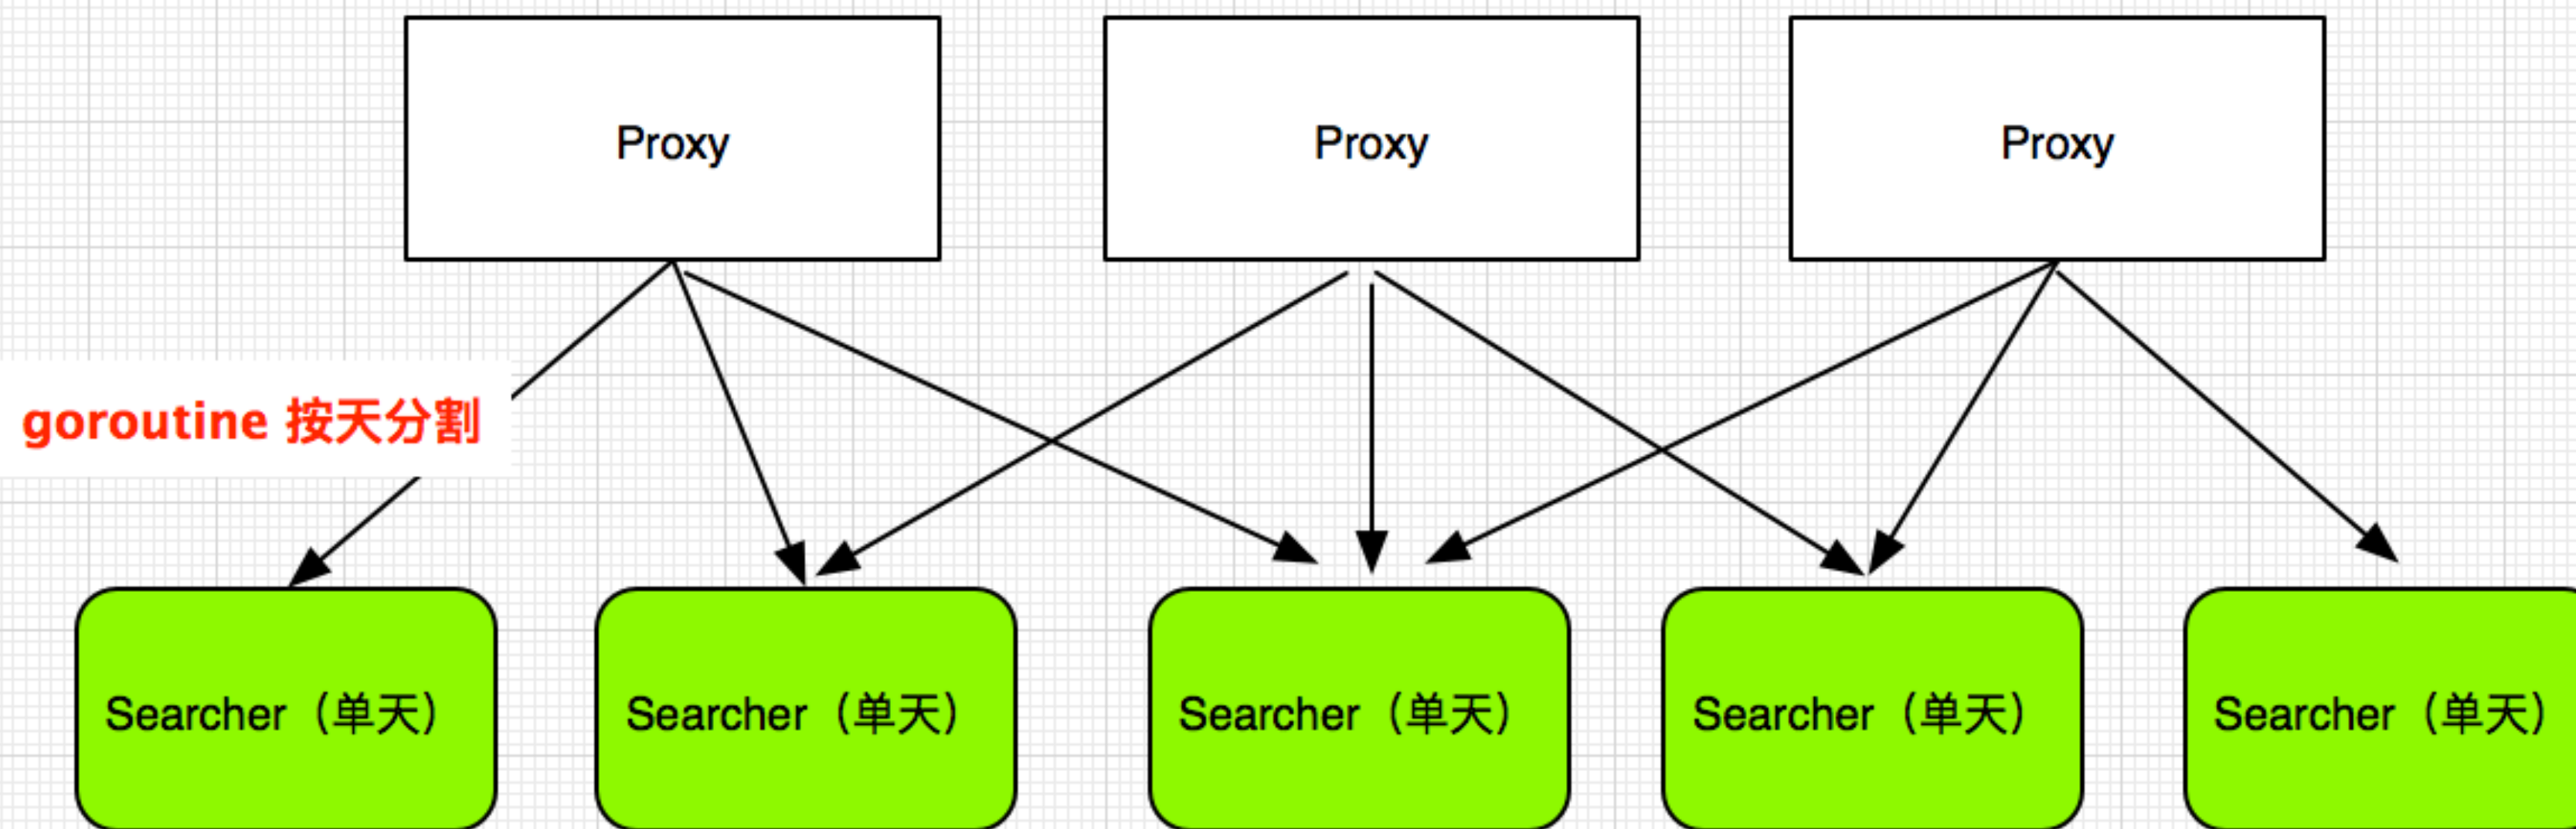 Proxy
Proxy
Proxy
goroutine 按天分割
Searcher（单天）
Searcher（单天）
Searcher（单天）
Searcher（单天）
Searcher（单天）